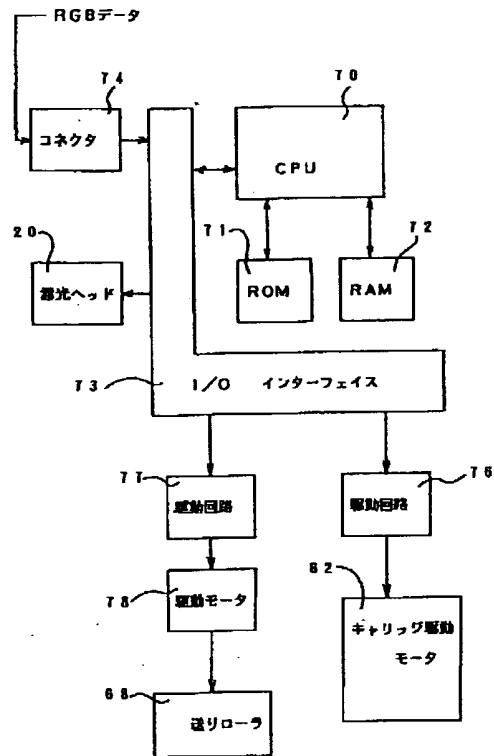 RGBデータ
74
コネクタ
70
CPU
20
露光ヘッド
71
ROM
72
RAM
73
I/O インターフェイス
77
駆動回路
76
駆動回路
78
駆動モータ
62
キャリッジ駆動
モータ
68
送りローラ